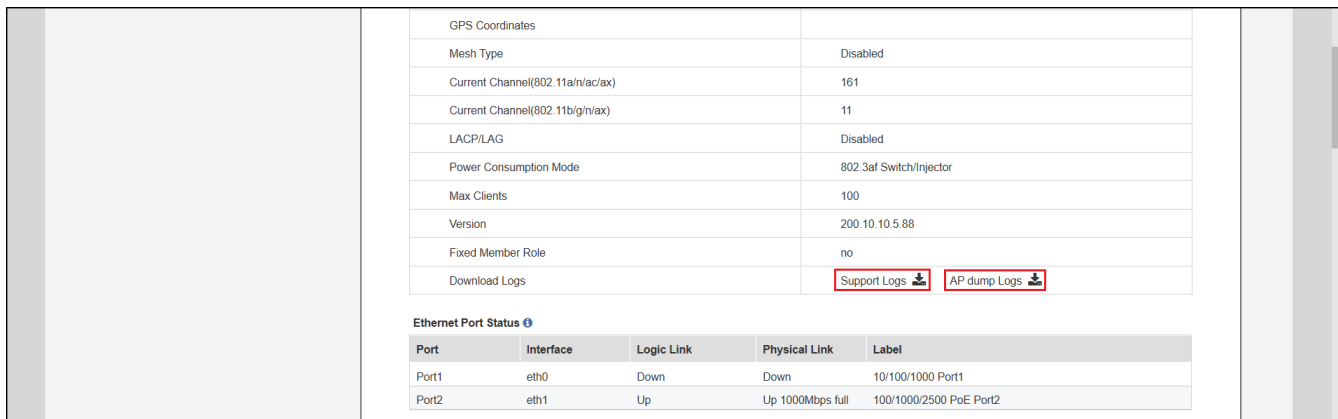 GPS Coordinates
Mesh Type Disabled
Current Channel(802.11a/n/ac/ax) 161
Current Channel(802.11b/g/n/ax) 11
LACP/LAG Disabled
Power Consumption Mode 802.3af Switch/Injector
Max Clients 100
Version 200.10.10.5.88
Fixed Member Role no
Download Logs Support Logs AP dump Logs
Ethernet Port Status
Port Interface Logic Link Physical Link Label
Port1 eth0 Down Down 10/100/1000 Port1
Port2 eth1 Up Up 1000Mbps full 100/1000/2500 PoE Port2